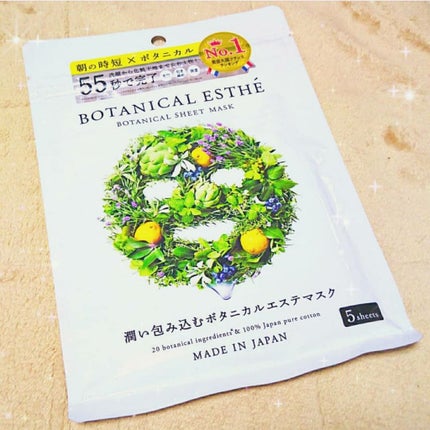 朝の時短×ボタニカル
55秒で完了
No.1
BOTANICAL ESTHÉ
BOTANICAL SHEET MASK
潤い包み込むボタニカルエステマスク
20 botanical ingredients & 100% Japan pure cotton
5 sheets
MADE IN JAPAN